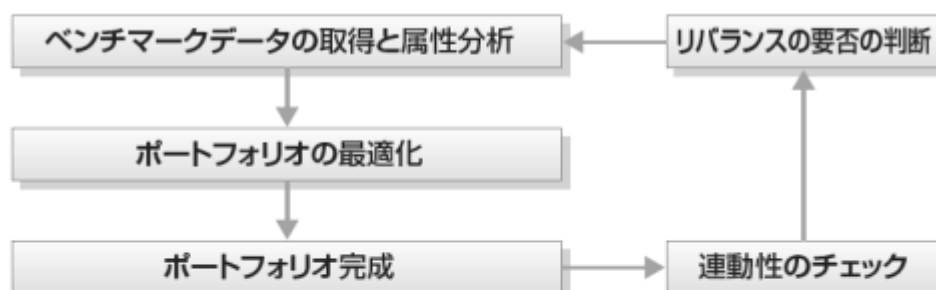 ベンチマークデータの取得と属性分析
リバランスの要否の判断
ポートフォリオの最適化
ポートフォリオ完成
連動性のチェック